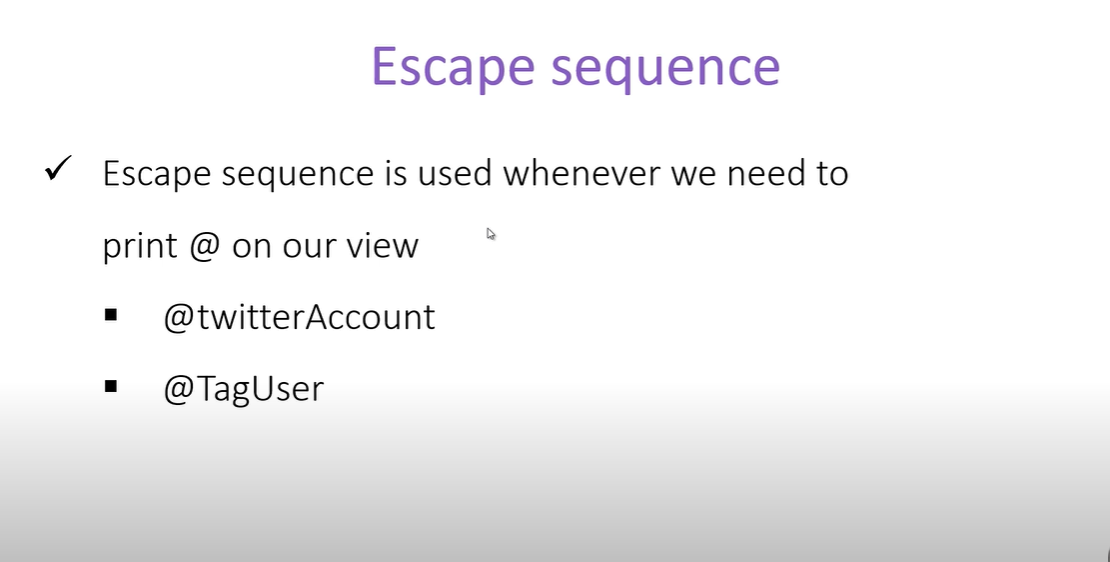 Escape sequence
Escape sequence is used whenever we need to
print @ on our view
@twitterAccount
@TagUser